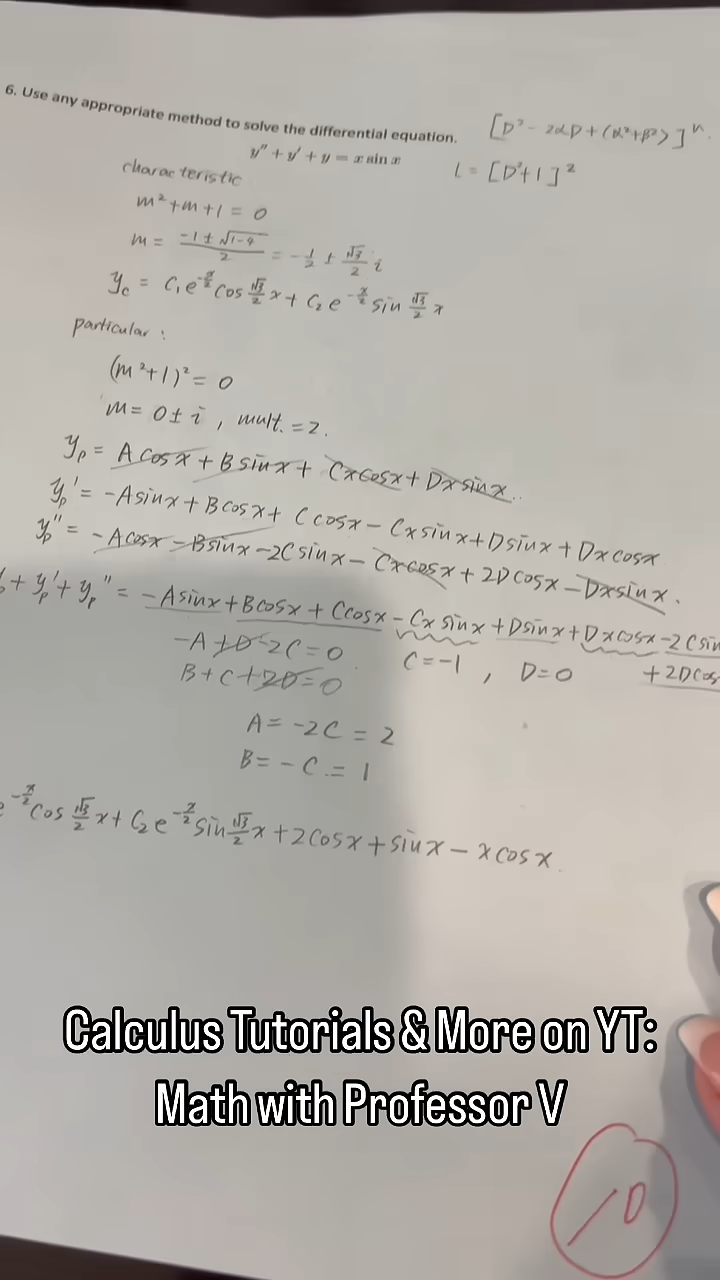 6. Use any appropriate method to solve the differential equation.
[D² - 2αD + (α²+β²)]ⁿ.
y″ + y′ + y = x sin x
L = [D²+1]²
characteristic
m² + m + 1 = 0
m = (-1 ± √(1-4))/2 = -1/2 ± √3/2 i
y_c = C₁e^(-x/2) cos √3/2 x + C₂ e^(-x/2) sin √3/2 x
particular :
(m²+1)² = 0
m = 0 ± i , mult. = 2.
y_p = A cos x + B sin x + Cx cos x + Dx sin x.
y_p′ = -A sin x + B cos x + C cos x - Cx sin x + D sin x + Dx cos x
y_p″ = -A cos x - B sin x - 2C sin x - Cx cos x + 2D cos x - Dx sin x.
+ y_p′ + y_p″ = -A sin x + B cos x + C cos x - Cx sin x + D sin x + Dx cos x - 2C sin
+ 2D cos
-A + D - 2C = 0
C = -1 , D = 0
B + C + 2D = 0
A = -2C = 2
B = -C = 1
e^(-x/2) cos √3/2 x + C₂ e^(-x/2) sin √3/2 x + 2 cos x + sin x - x cos x.
Calculus Tutorials & More on YT:
Math with Professor V
10